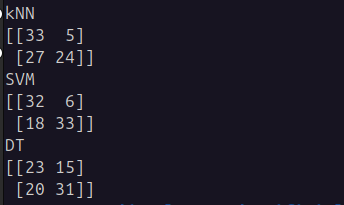 kNN
[[33  5]
 [27 24]]
SVM
[[32  6]
 [18 33]]
DT
[[23 15]
 [20 31]]